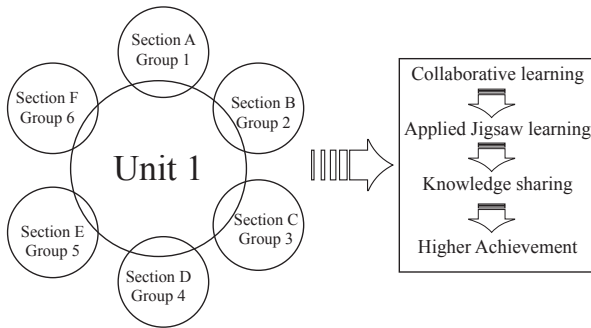 Section A
Group 1
Section B
Group 2
Section C
Group 3
Section D
Group 4
Section E
Group 5
Section F
Group 6
Unit 1
Collaborative learning
Applied Jigsaw learning
Knowledge sharing
Higher Achievement